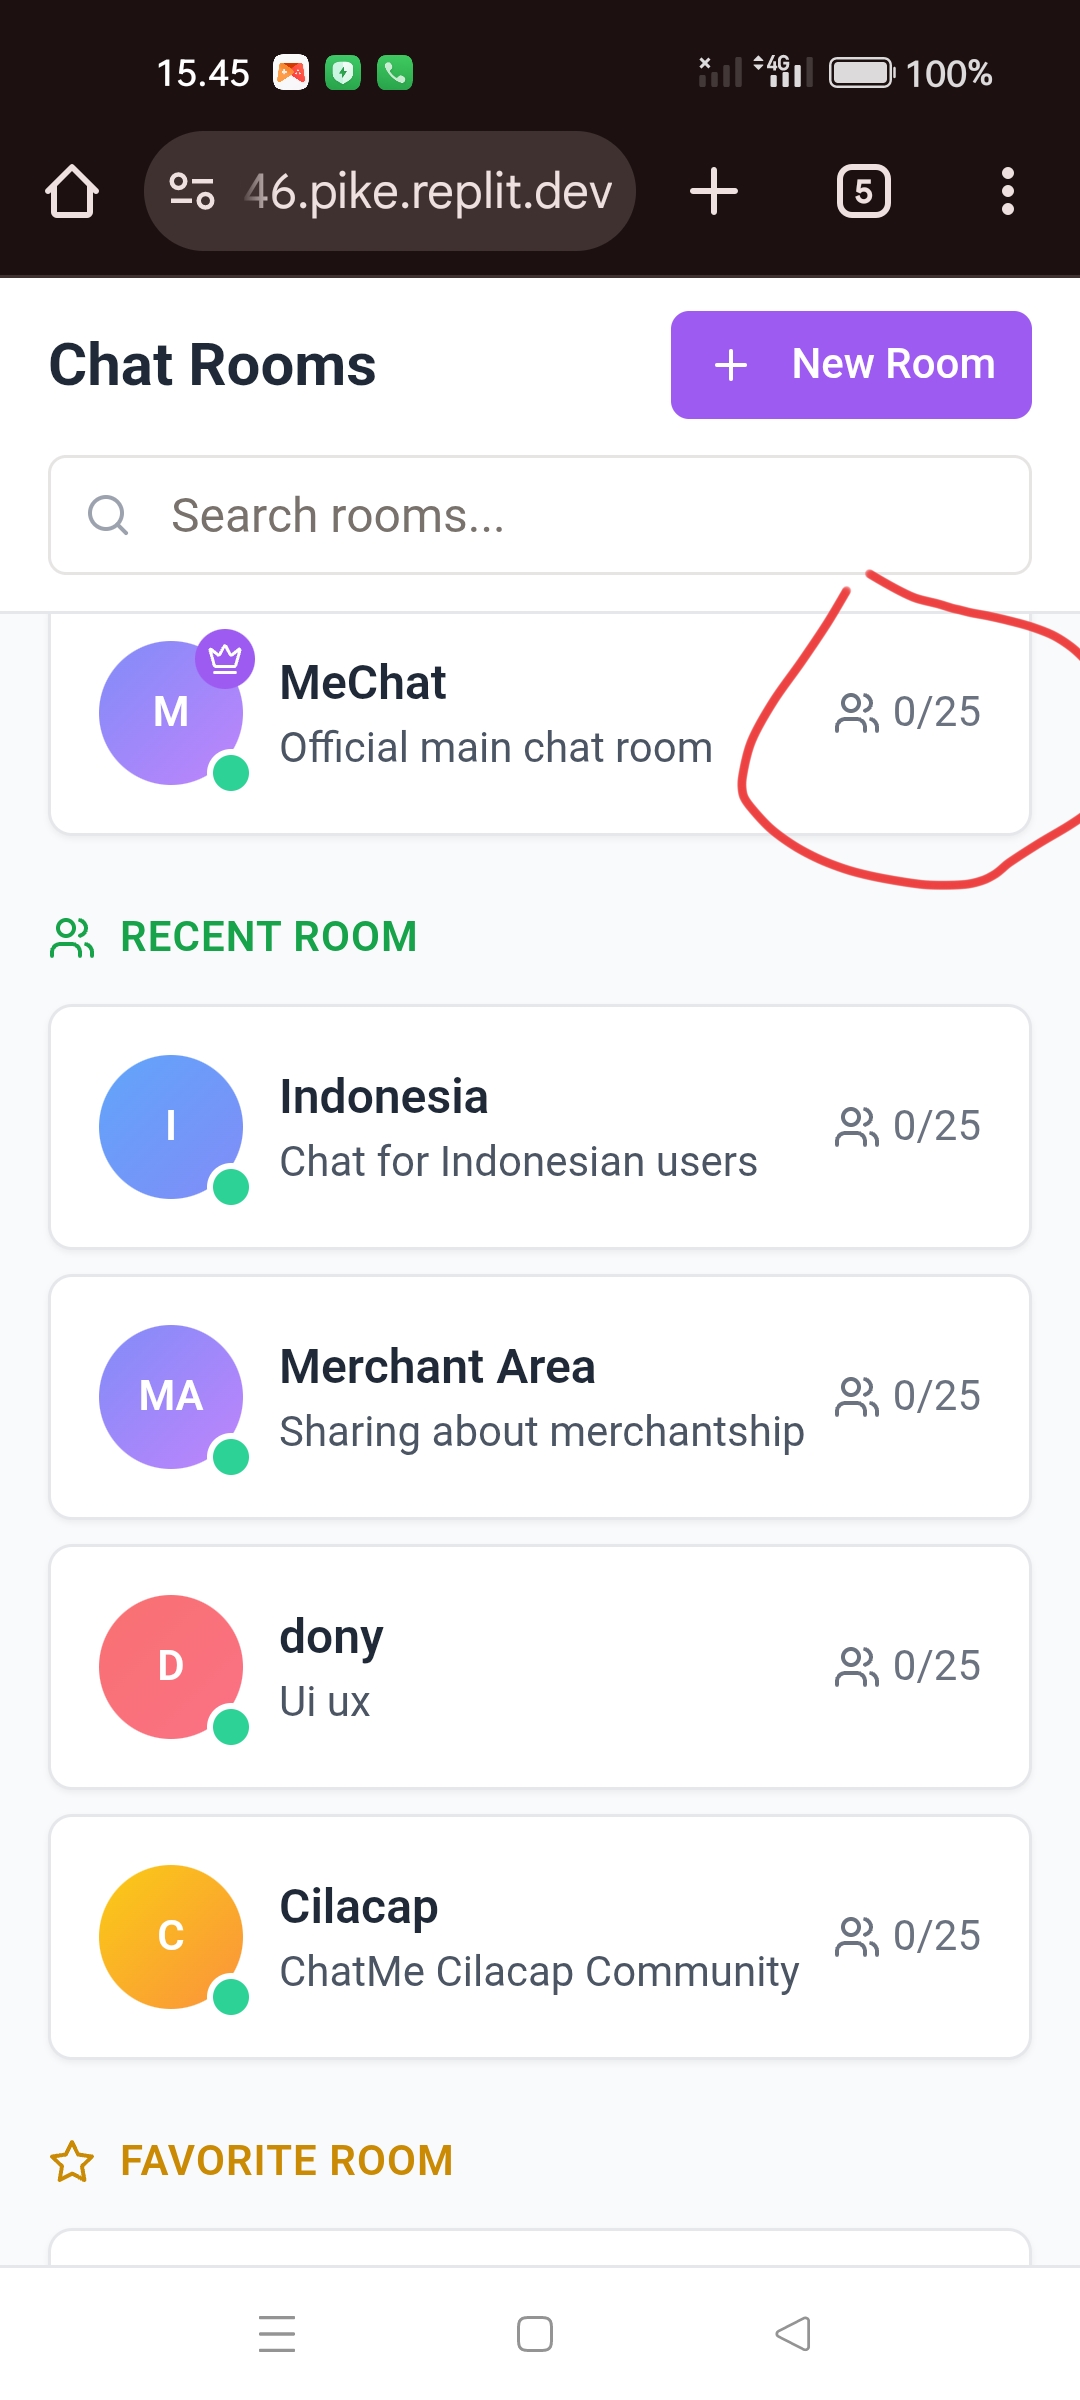 15.45 4G 100%
46.pike.replit.dev 5
Chat Rooms
+ New Room
Search rooms...
M MeChat 0/25
Official main chat room
RECENT ROOM
I Indonesia 0/25
Chat for Indonesian users
MA Merchant Area 0/25
Sharing about merchantship
D dony 0/25
Ui ux
C Cilacap 0/25
ChatMe Cilacap Community
FAVORITE ROOM